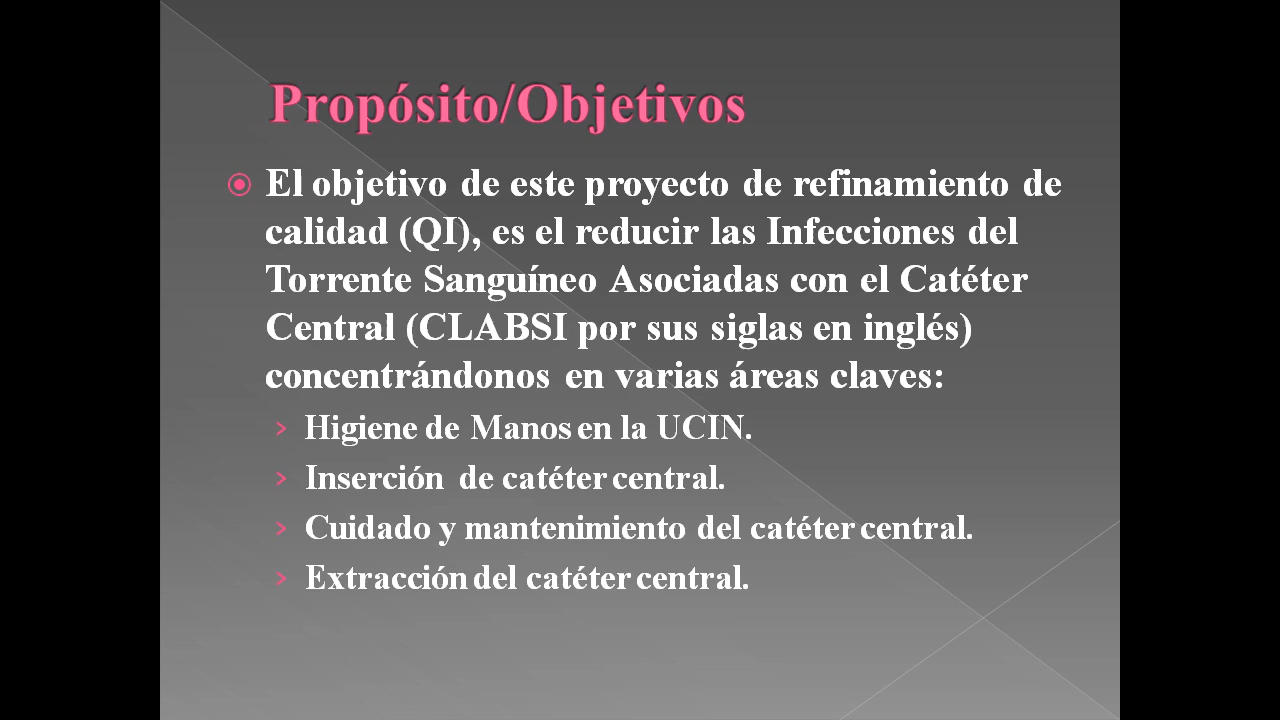 Propósito/Objetivos
El objetivo de este proyecto de refinamiento de
calidad (QI), es el reducir las Infecciones del
Torrente Sanguíneo Asociadas con el Catéter
Central (CLABSI por sus siglas en inglés)
concentrándonos en varias áreas claves:
Higiene de Manos en la UCIN.
Inserción de catéter central.
Cuidado y mantenimiento del catéter central.
Extracción del catéter central.